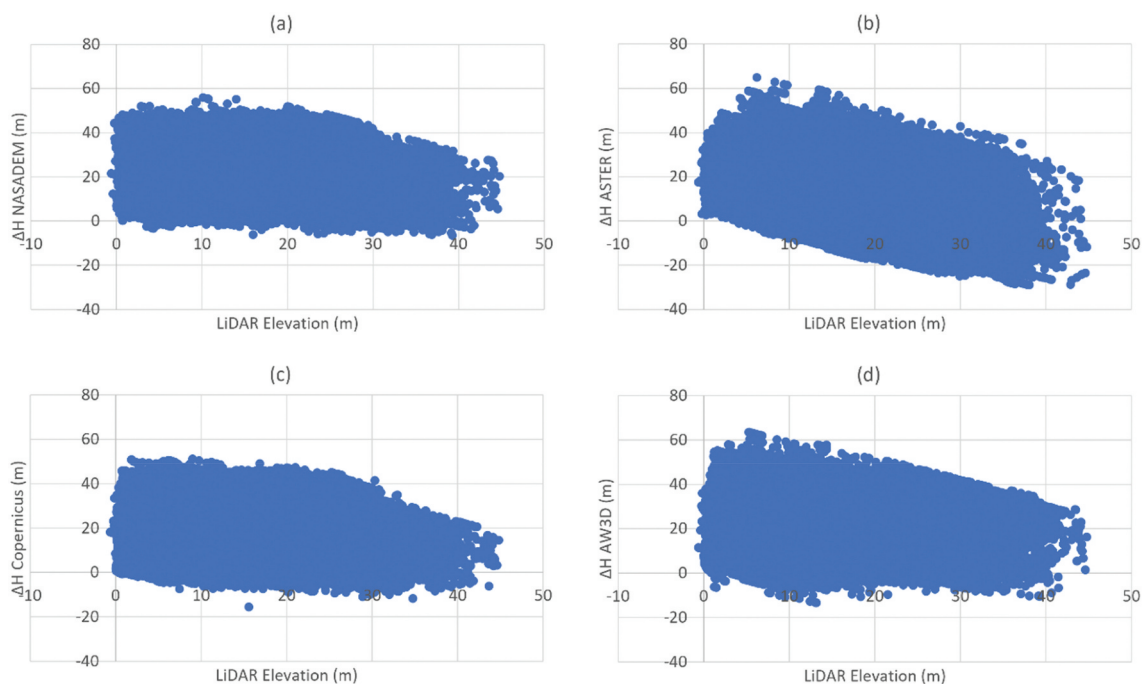 (a)
80
60
40
20
0
-20
-40
-10 0 10 20 30 40 50
ΔH NASADEM (m)
LiDAR Elevation (m)
(b)
80
60
40
20
0
-20
-40
-10 0 10 20 30 40 50
ΔH ASTER (m)
LiDAR Elevation (m)
(c)
80
60
40
20
0
-20
-40
-10 0 10 20 30 40 50
ΔH Copernicus (m)
LiDAR Elevation (m)
(d)
80
60
40
20
0
-20
-40
-10 0 10 20 30 40 50
ΔH AW3D (m)
LiDAR Elevation (m)